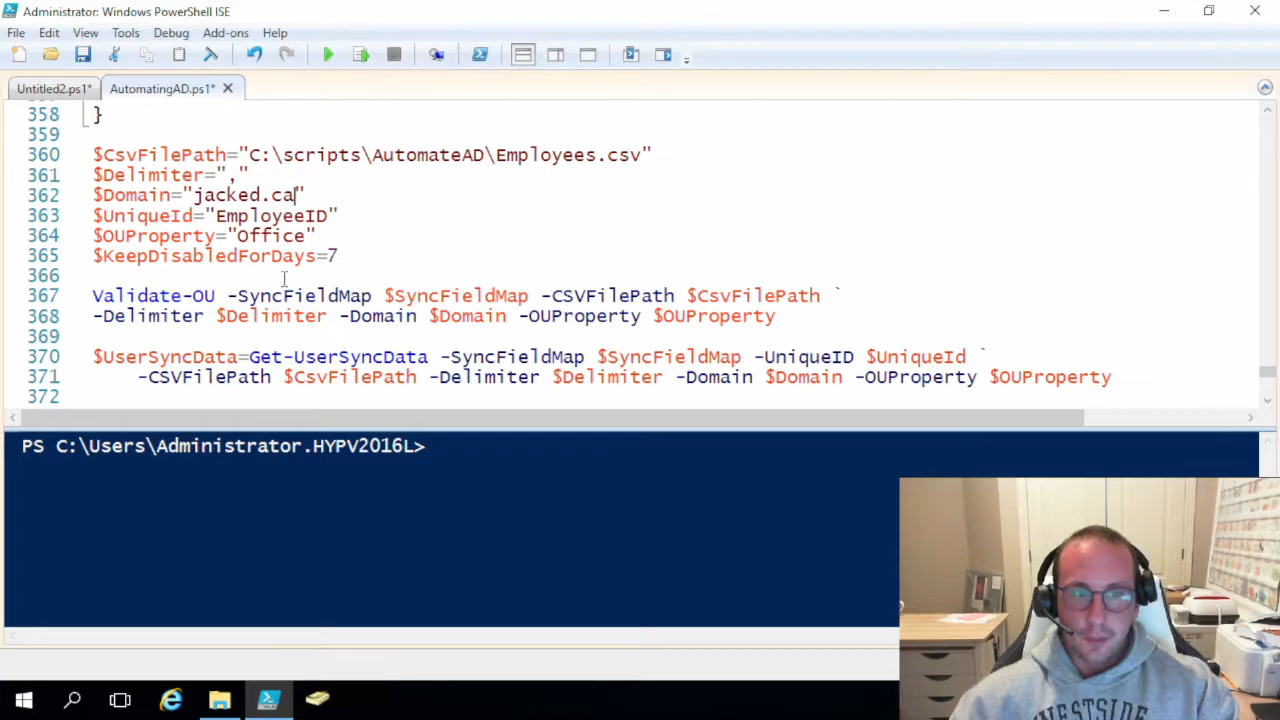 Administrator: Windows PowerShell ISE
File Edit View Tools Debug Add-ons Help
Untitled2.ps1* AutomatingAD.ps1*
358 }
359
360 $CsvFilePath="C:\scripts\AutomateAD\Employees.csv"
361 $Delimiter=","
362 $Domain="jacked.ca"
363 $UniqueId="EmployeeID"
364 $OUProperty="Office"
365 $KeepDisabledForDays=7
366
367 Validate-OU -SyncFieldMap $SyncFieldMap -CSVFilePath $CsvFilePath `
368 -Delimiter $Delimiter -Domain $Domain -OUProperty $OUProperty
369
370 $UserSyncData=Get-UserSyncData -SyncFieldMap $SyncFieldMap -UniqueID $UniqueId `
371 -CSVFilePath $CsvFilePath -Delimiter $Delimiter -Domain $Domain -OUProperty $OUProperty
372
PS C:\Users\Administrator.HYPV2016L>
WESTSIDE